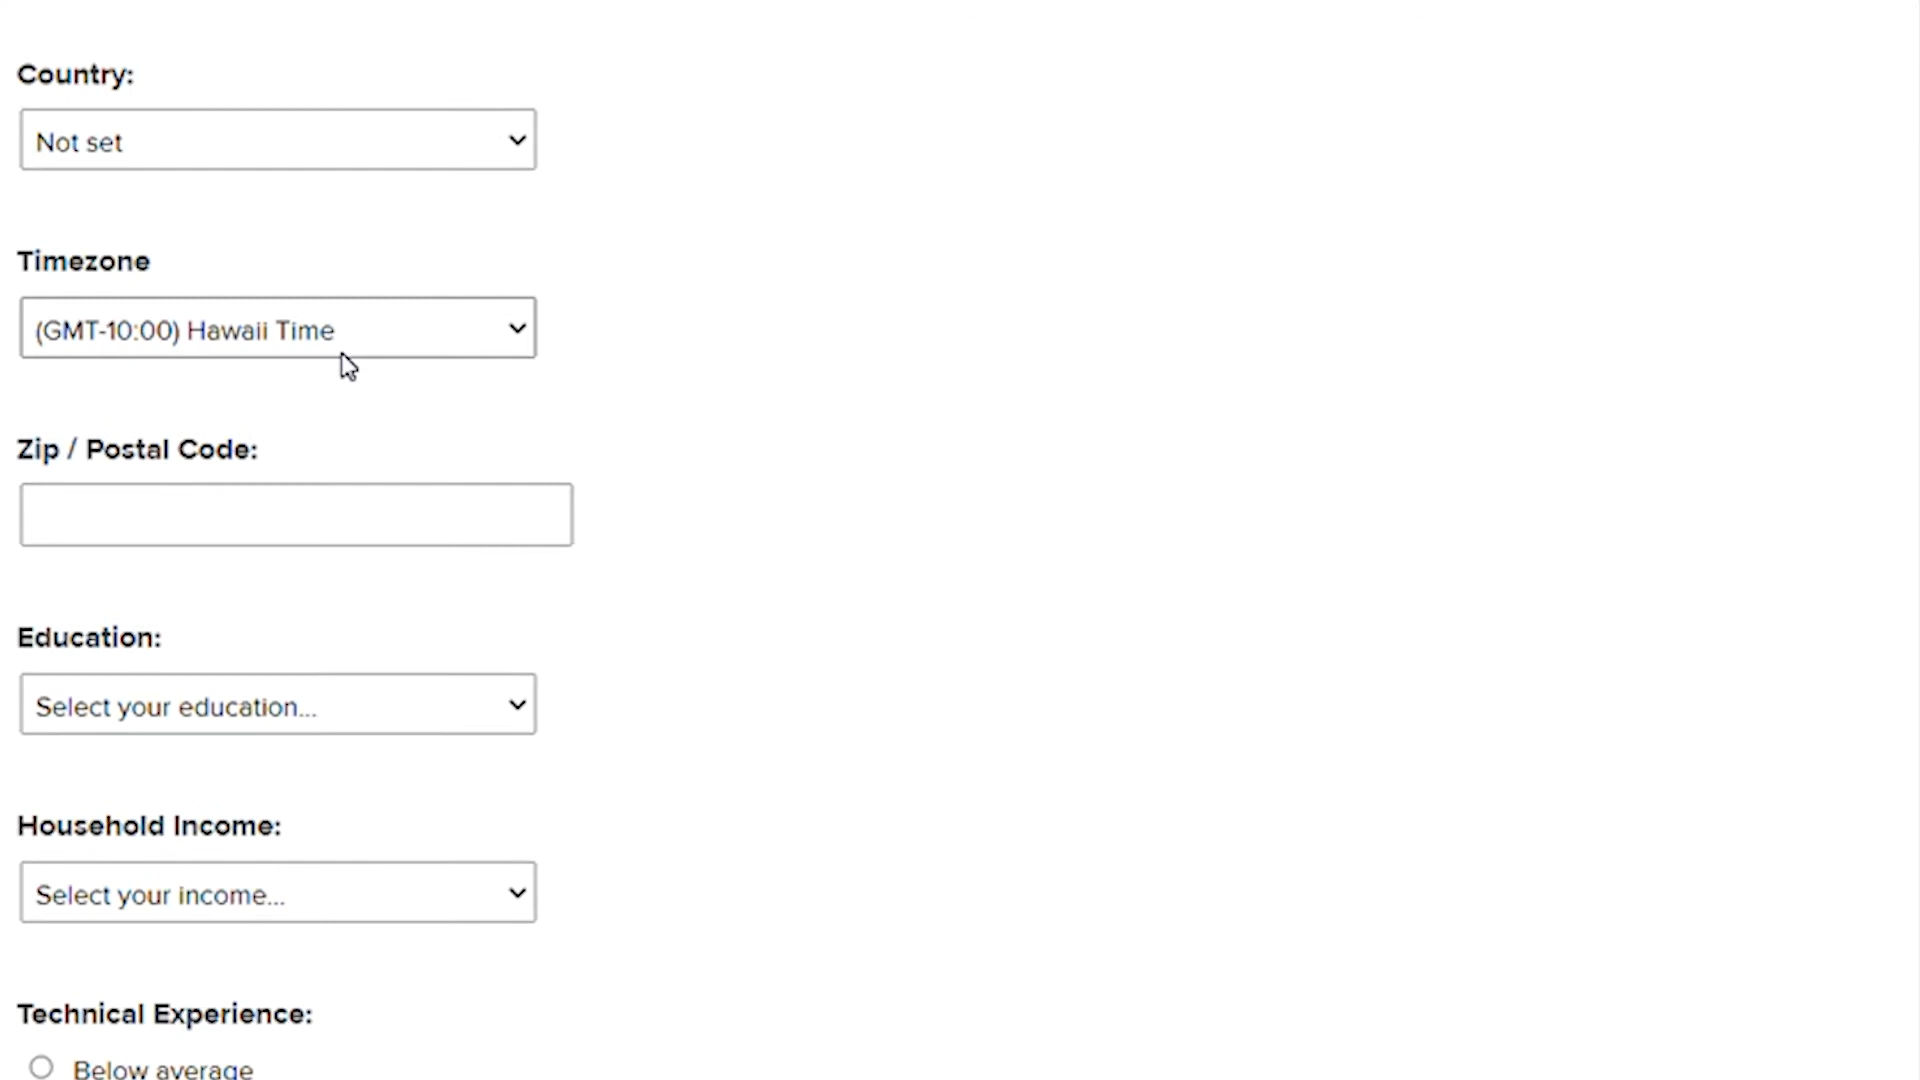 Country:
Not set
Timezone
(GMT-10:00) Hawaii Time
Zip / Postal Code:
Education:
Select your education...
Household Income:
Select your income...
Technical Experience:
Below average